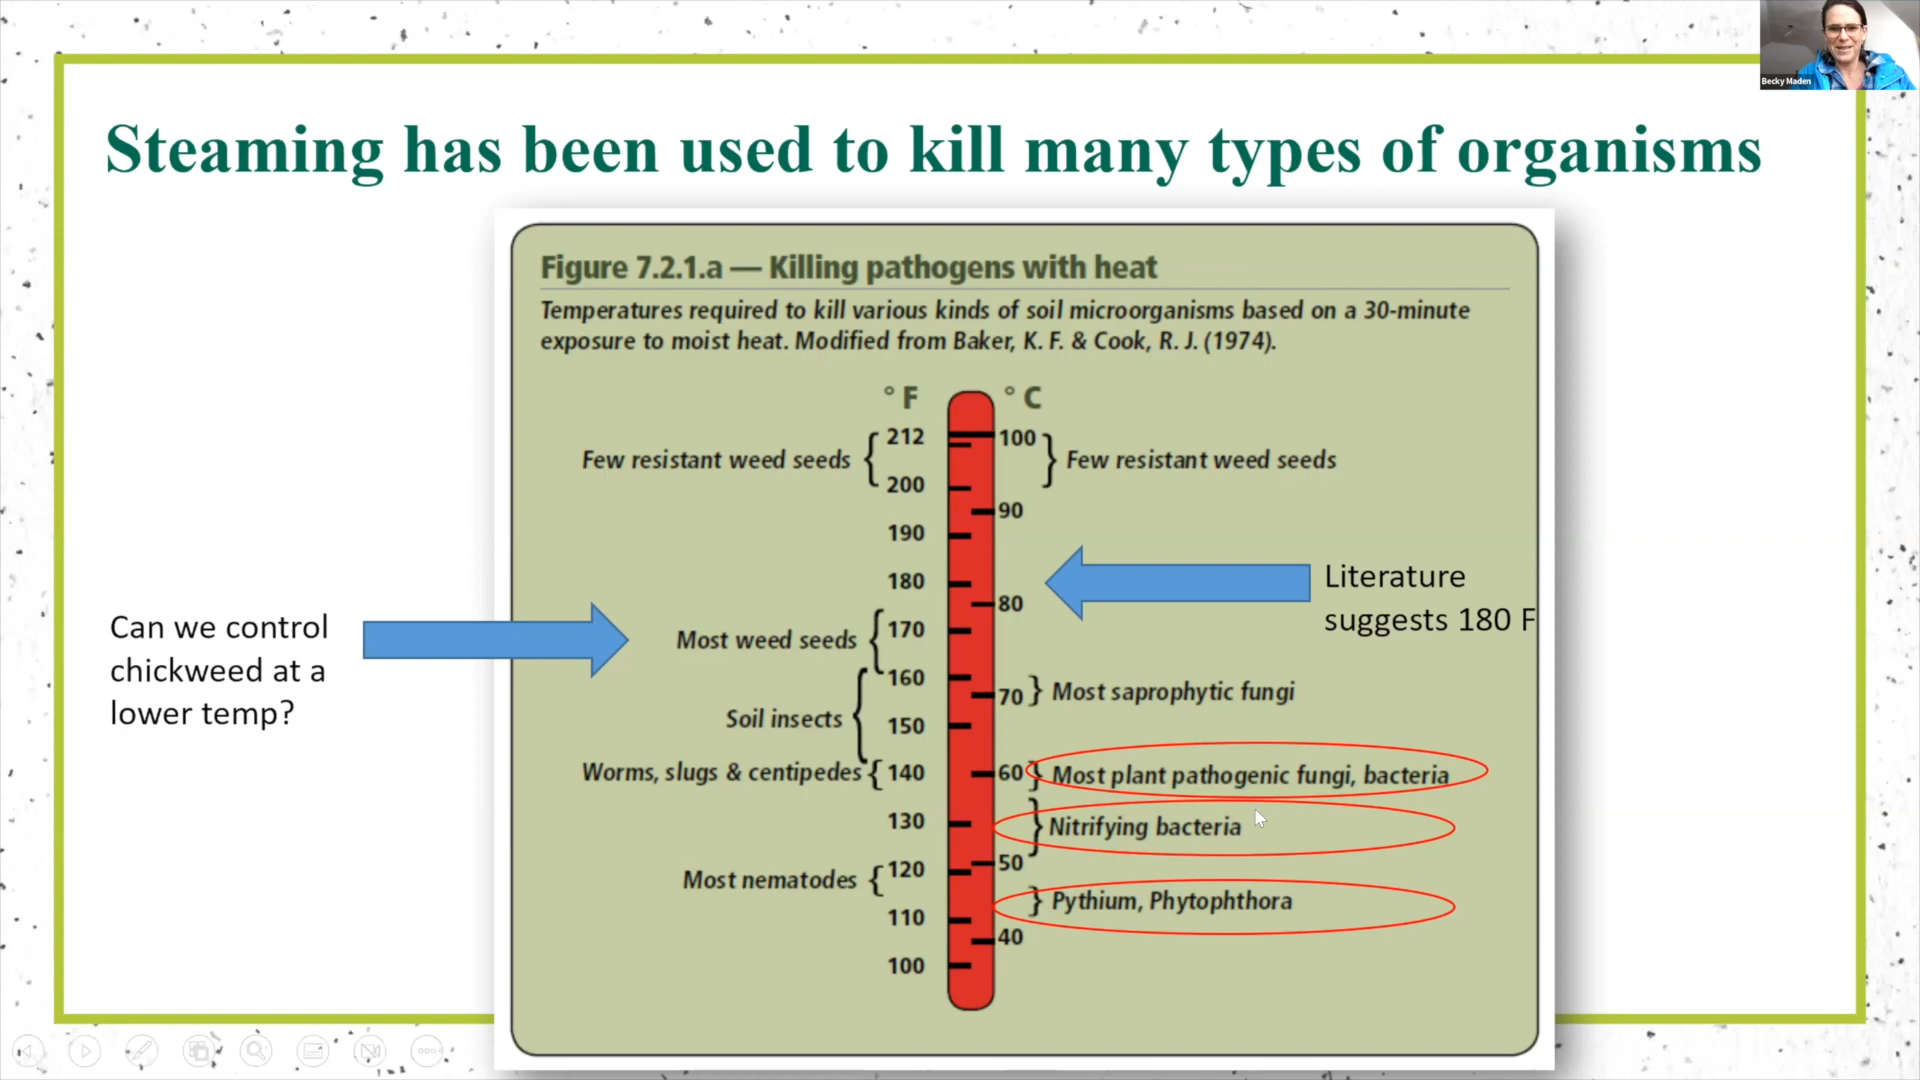 Becky Maden
Steaming has been used to kill many types of organisms
Figure 7.2.1.a — Killing pathogens with heat
Temperatures required to kill various kinds of soil microorganisms based on a 30-minute
exposure to moist heat. Modified from Baker, K. F. & Cook, R. J. (1974).
° F ° C
212 100
Few resistant weed seeds { } Few resistant weed seeds
200
90
190
180
Literature
suggests 180 F
80
Can we control
chickweed at a
lower temp?
170
Most weed seeds {
160
70 } Most saprophytic fungi
Soil insects { 150
Worms, slugs & centipedes { 140 60 } Most plant pathogenic fungi, bacteria
130 } Nitrifying bacteria
50
Most nematodes { 120
} Pythium, Phytophthora
110
40
100